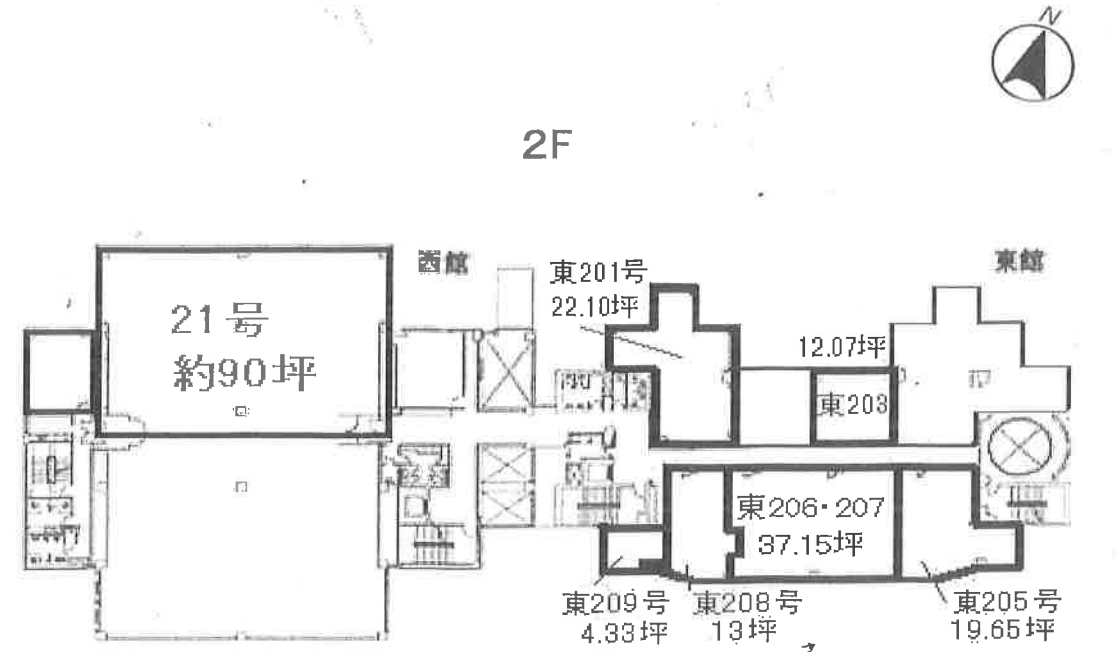 N
2F
西館
東館
21号
約90坪
東201号
22.10坪
12.07坪
東203
東206・207
37.15坪
東209号
4.33坪
東208号
13坪
東205号
19.65坪